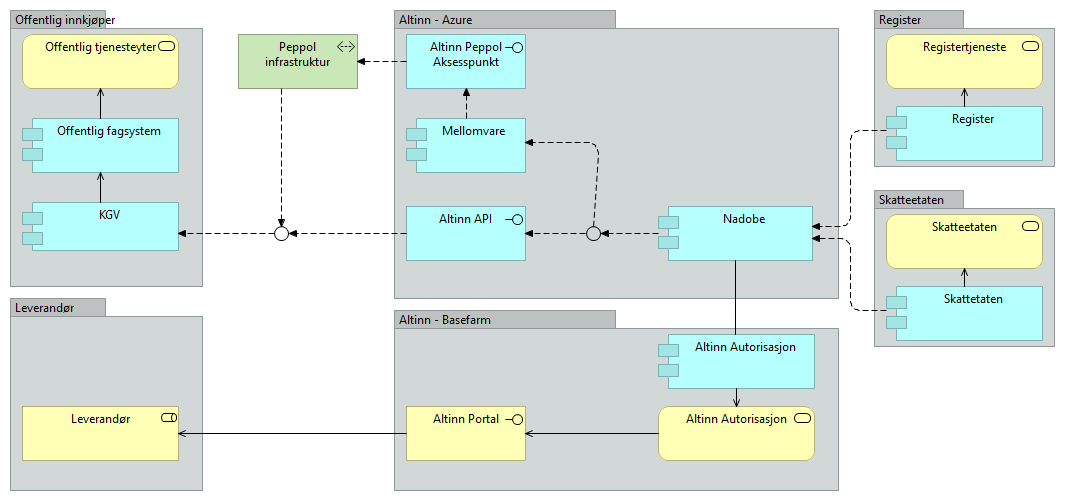 Offentlig innkjøper
Offentlig tjenesteyter
Offentlig fagsystem
KGV
Peppol
infrastruktur
Altinn - Azure
Altinn Peppol
Aksesspunkt
Mellomvare
Altinn API
Nadobe
Register
Registertjeneste
Register
Skatteetaten
Skatteetaten
Skattetaten
Leverandør
Leverandør
Altinn - Basefarm
Altinn Autorisasjon
Altinn Portal
Altinn Autorisasjon